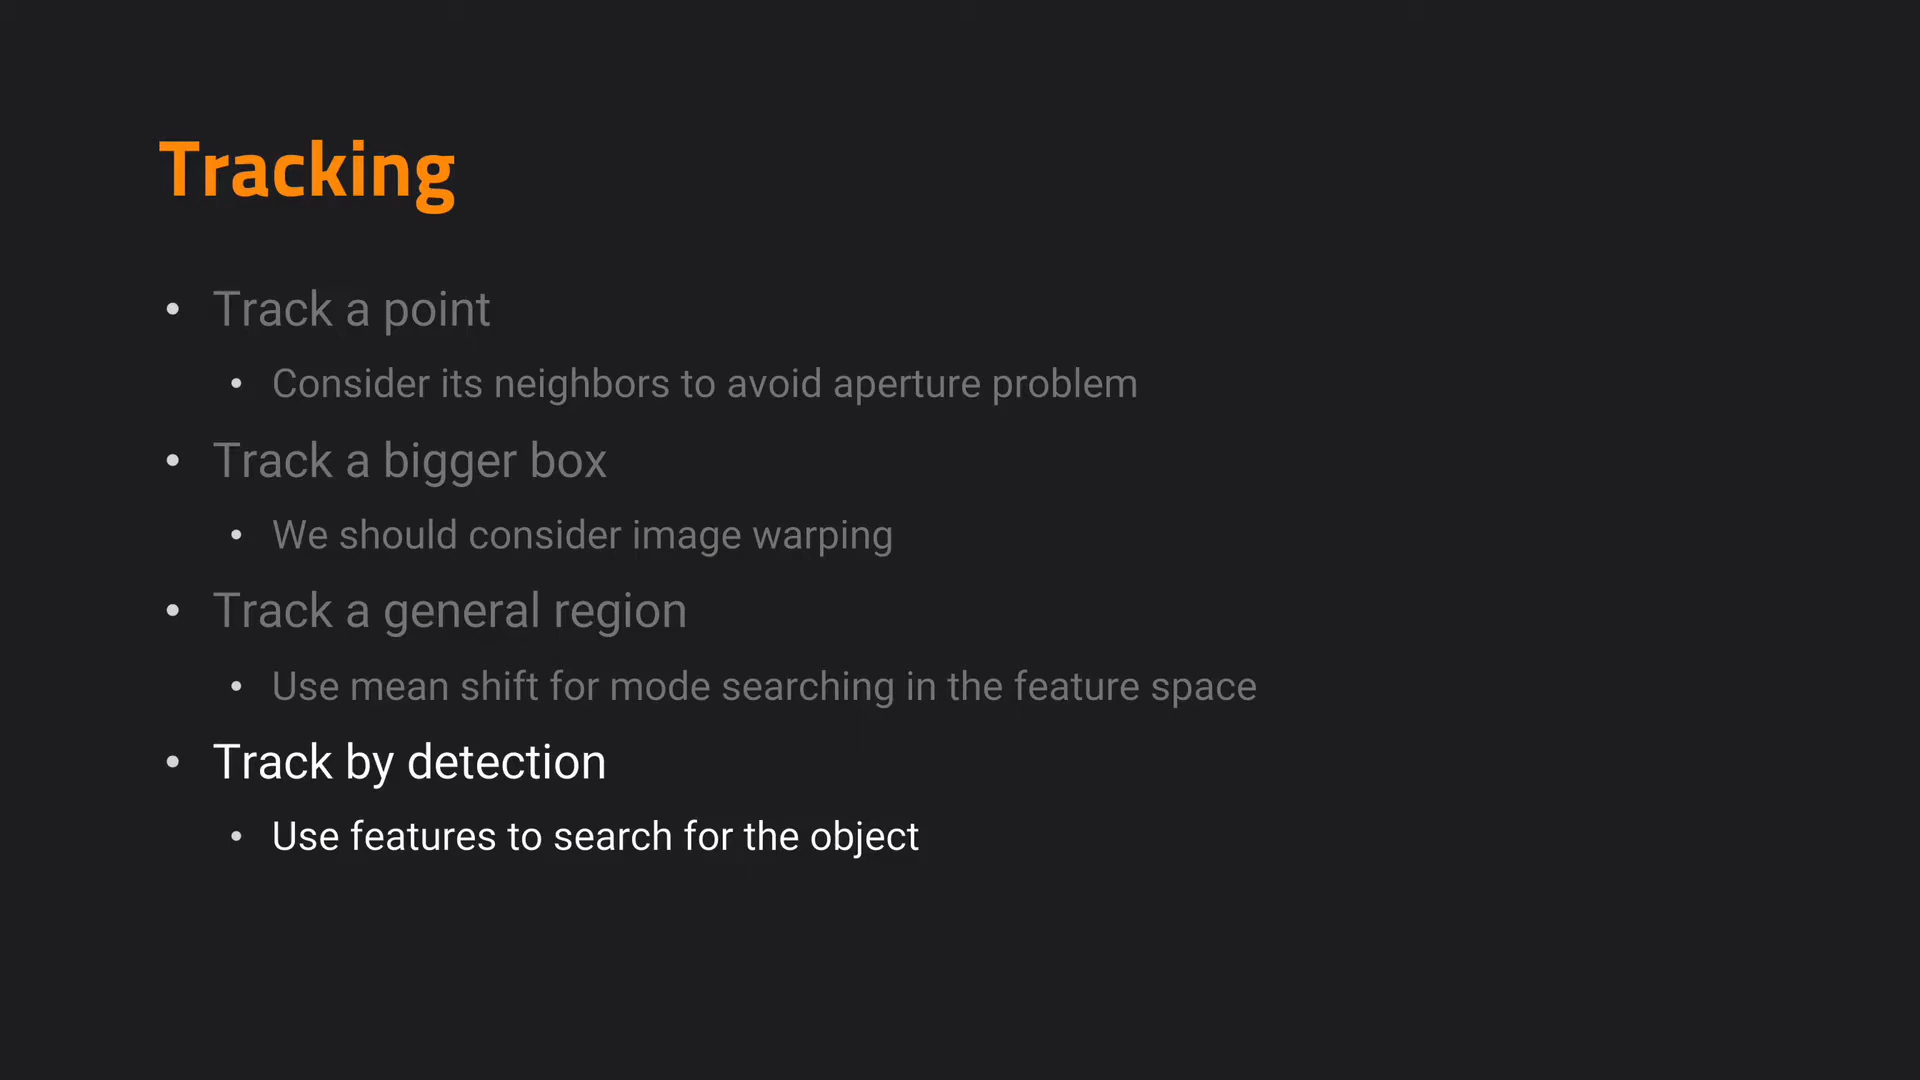 Tracking
• Track a point
• Consider its neighbors to avoid aperture problem
• Track a bigger box
• We should consider image warping
• Track a general region
• Use mean shift for mode searching in the feature space
• Track by detection
• Use features to search for the object